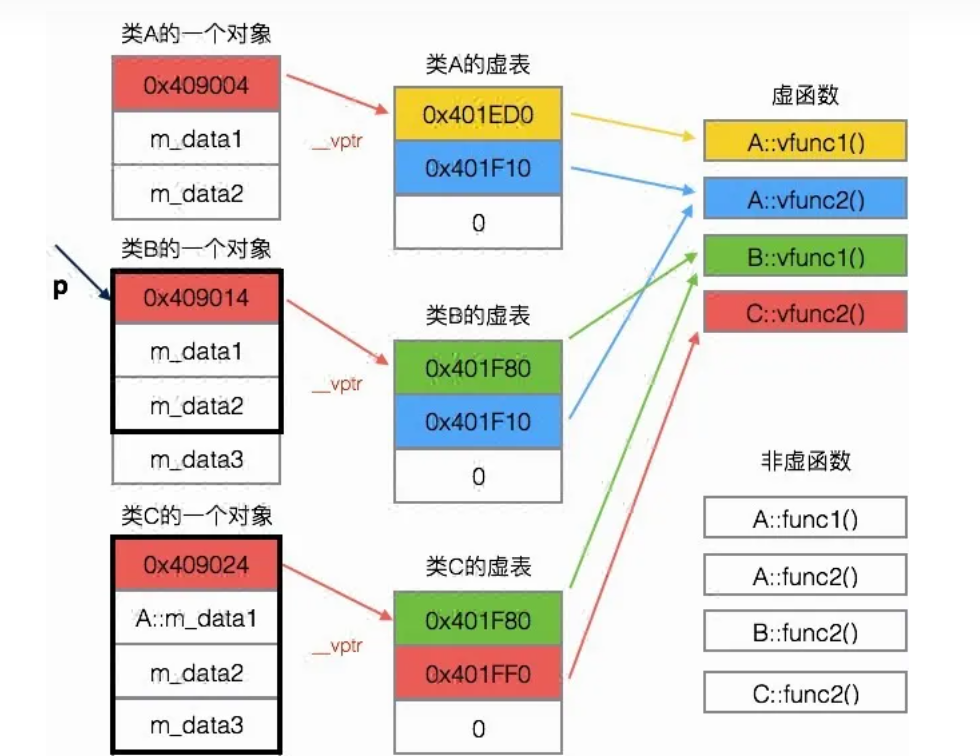 类A的一个对象
0x409004
m_data1
m_data2
__vptr
类A的虚表
0x401ED0
0x401F10
0
虚函数
A::vfunc1()
A::vfunc2()
B::vfunc1()
C::vfunc2()
p
类B的一个对象
0x409014
m_data1
m_data2
m_data3
__vptr
类B的虚表
0x401F80
0x401F10
0
类C的一个对象
0x409024
A::m_data1
m_data2
m_data3
__vptr
类C的虚表
0x401F80
0x401FF0
0
非虚函数
A::func1()
A::func2()
B::func2()
C::func2()